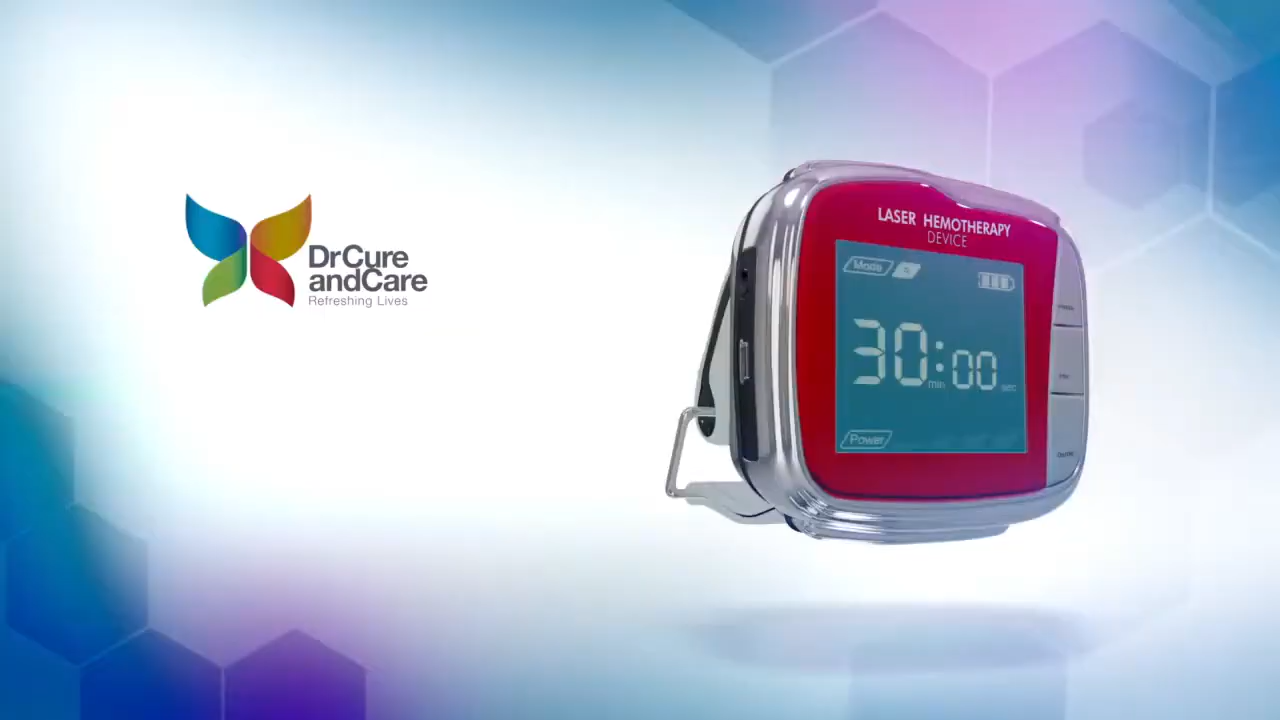 DrCure
andCare
Refreshing Lives
LASER HEMOTHERAPY
DEVICE
Mode
30:00
min
sec
Power